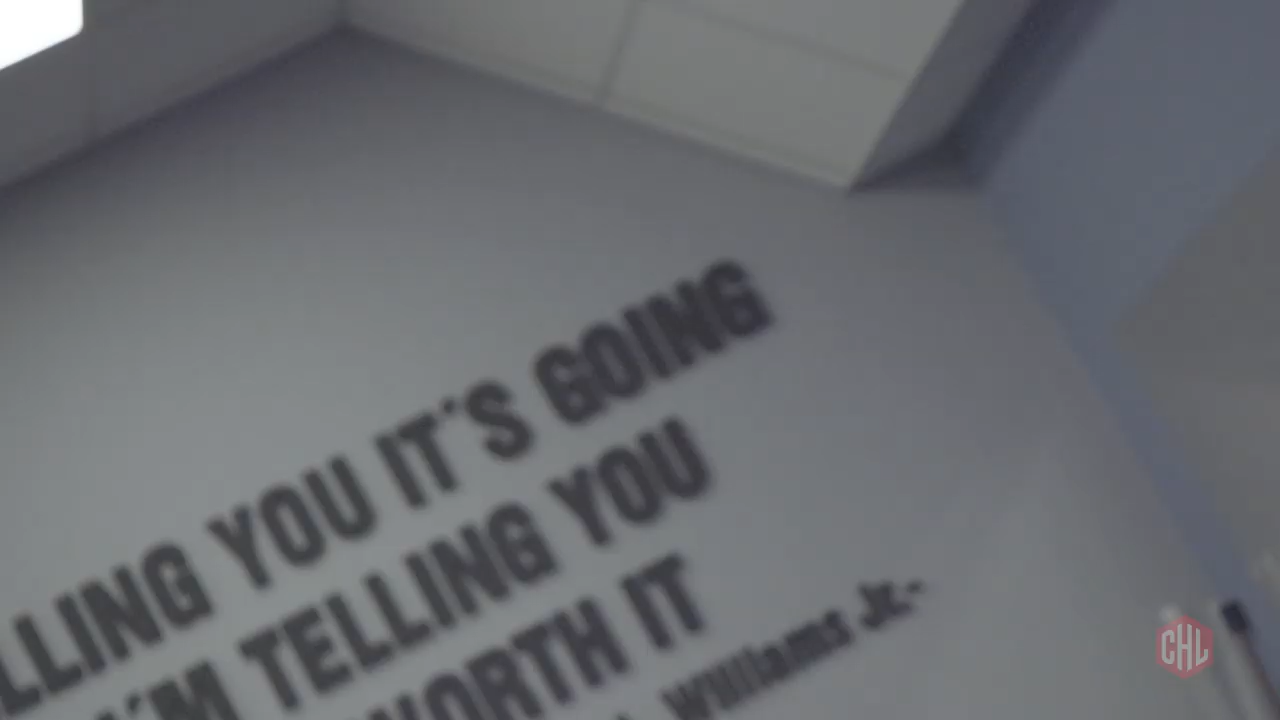 LLING YOU IT'S GOING
I'M TELLING YOU
WORTH IT
Williams Jr.-
CHL